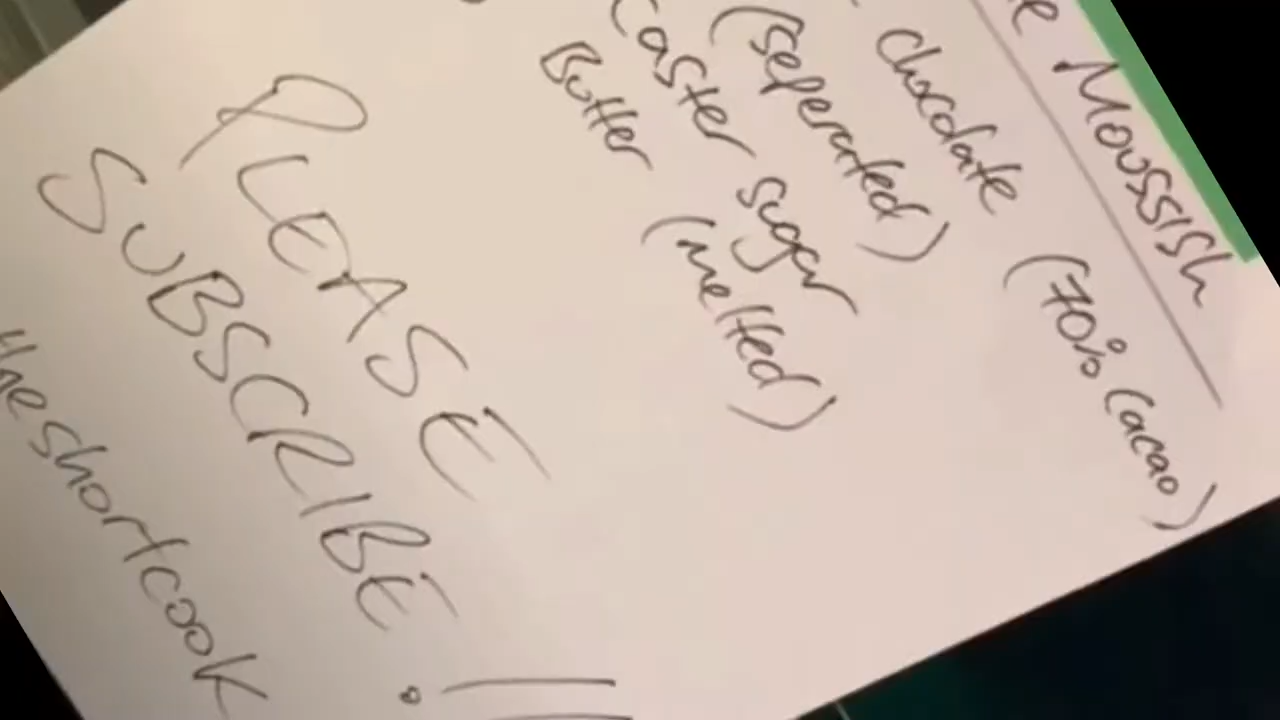 e Moussish
chocolate (70% cacao)
(seperated)
caster sugar
Butter (melted)
PLEASE
SUBSCRIBE!
theshortcook